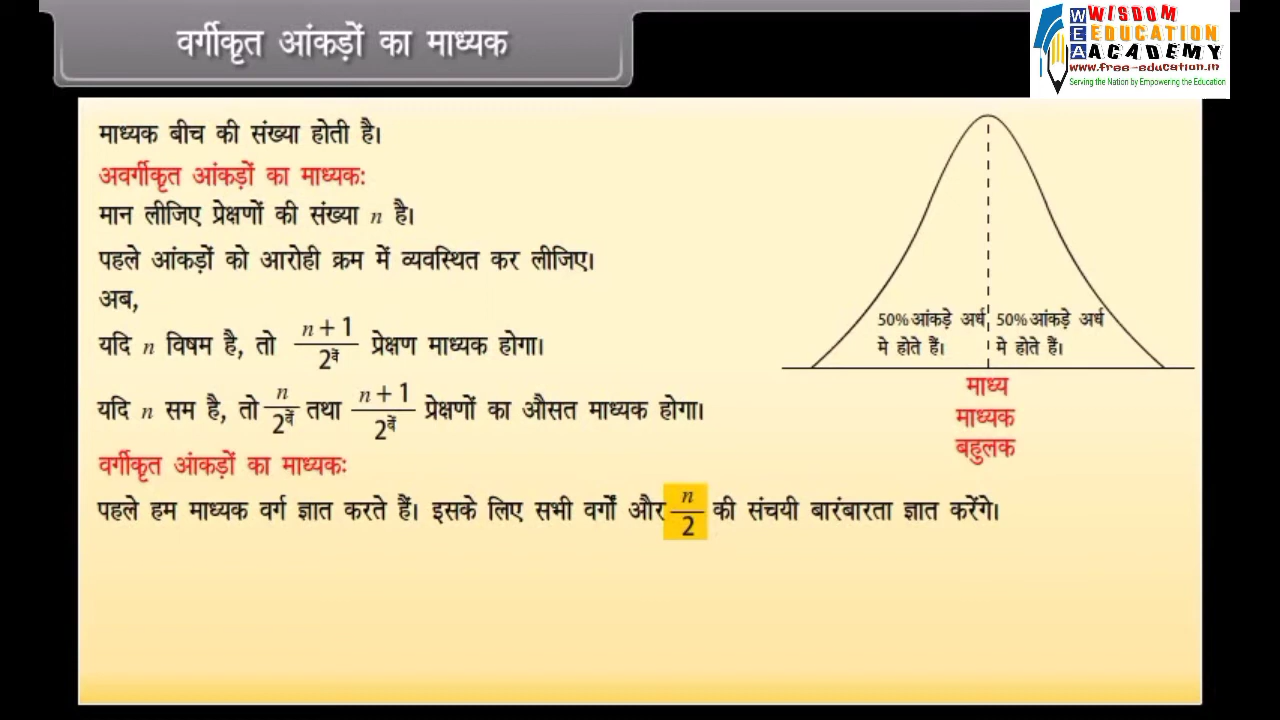 वर्गीकृत आंकड़ों का माध्यक
WEA WISDOM EDUCATION ACADEMY
www.free-education.in
Serving the Nation by Empowering the Education
माध्यक बीच की संख्या होती है।
अवर्गीकृत आंकड़ों का माध्यकः
मान लीजिए प्रेक्षणों की संख्या n है।
पहले आंकड़ों को आरोही क्रम में व्यवस्थित कर लीजिए।
अब,
यदि n विषम है, तो (n + 1)/2वें प्रेक्षण माध्यक होगा।
यदि n सम है, तो n/2वें तथा (n + 1)/2वें प्रेक्षणों का औसत माध्यक होगा।
वर्गीकृत आंकड़ों का माध्यकः
पहले हम माध्यक वर्ग ज्ञात करते हैं। इसके लिए सभी वर्गों और n/2 की संचयी बारंबारता ज्ञात करेंगे।
50% आंकड़े अर्ध मे होते हैं।
50% आंकड़े अर्ध मे होते हैं।
माध्य
माध्यक
बहुलक